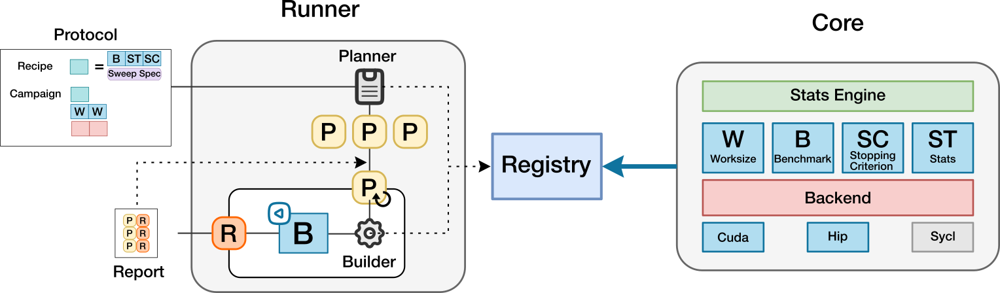 Runner
Core
Protocol
Recipe = B ST SC
Sweep Spec
Campaign
W W
Planner
P P P
P
R
B
Builder
P R
P R
P R
Report
Registry
Stats Engine
W B SC ST
Worksize Benchmark Stopping Criterion Stats
Backend
Cuda Hip Sycl